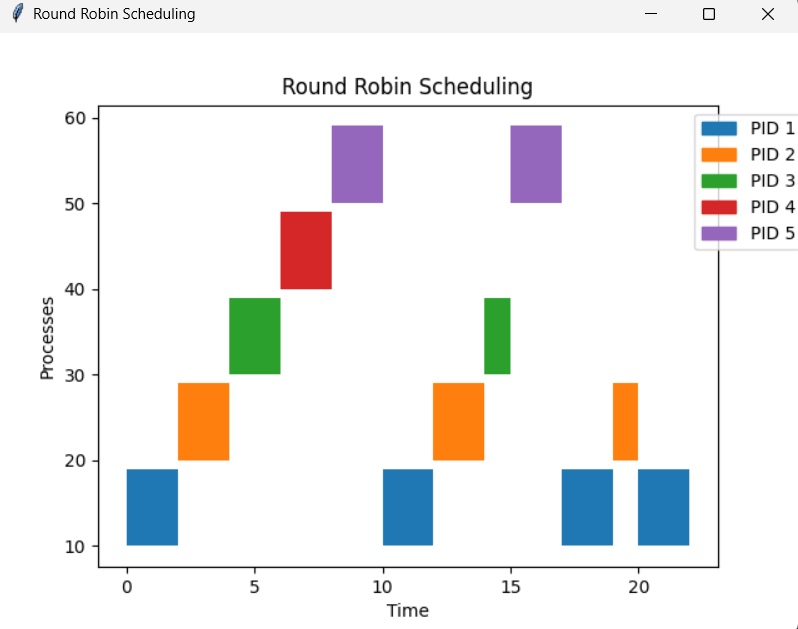 Round Robin Scheduling
Round Robin Scheduling
60
50
40
30
20
10
Processes
0 5 10 15 20
Time
PID 1
PID 2
PID 3
PID 4
PID 5